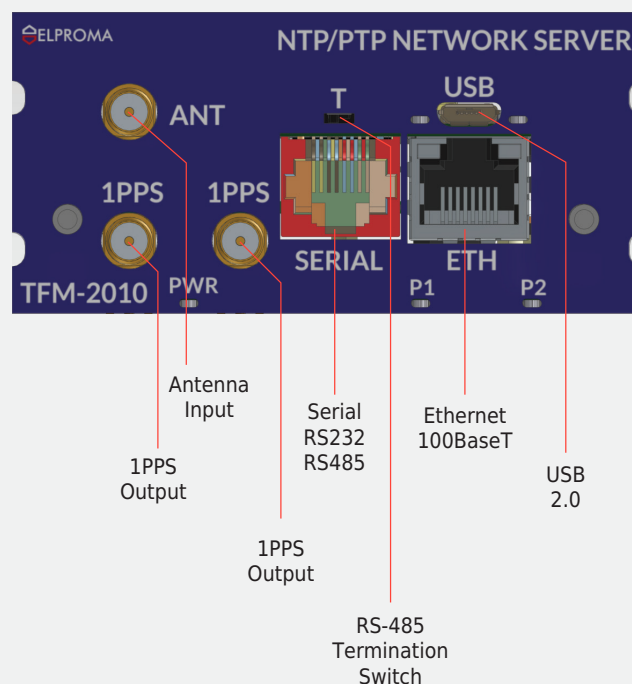 ELPROMA
NTP/PTP NETWORK SERVER
ANT
T
USB
1PPS
1PPS
SERIAL
ETH
TFM-2010
PWR
P1
P2
Antenna
Input
Serial
RS232
RS485
Ethernet
100BaseT
1PPS
Output
USB
2.0
1PPS
Output
RS-485
Termination
Switch